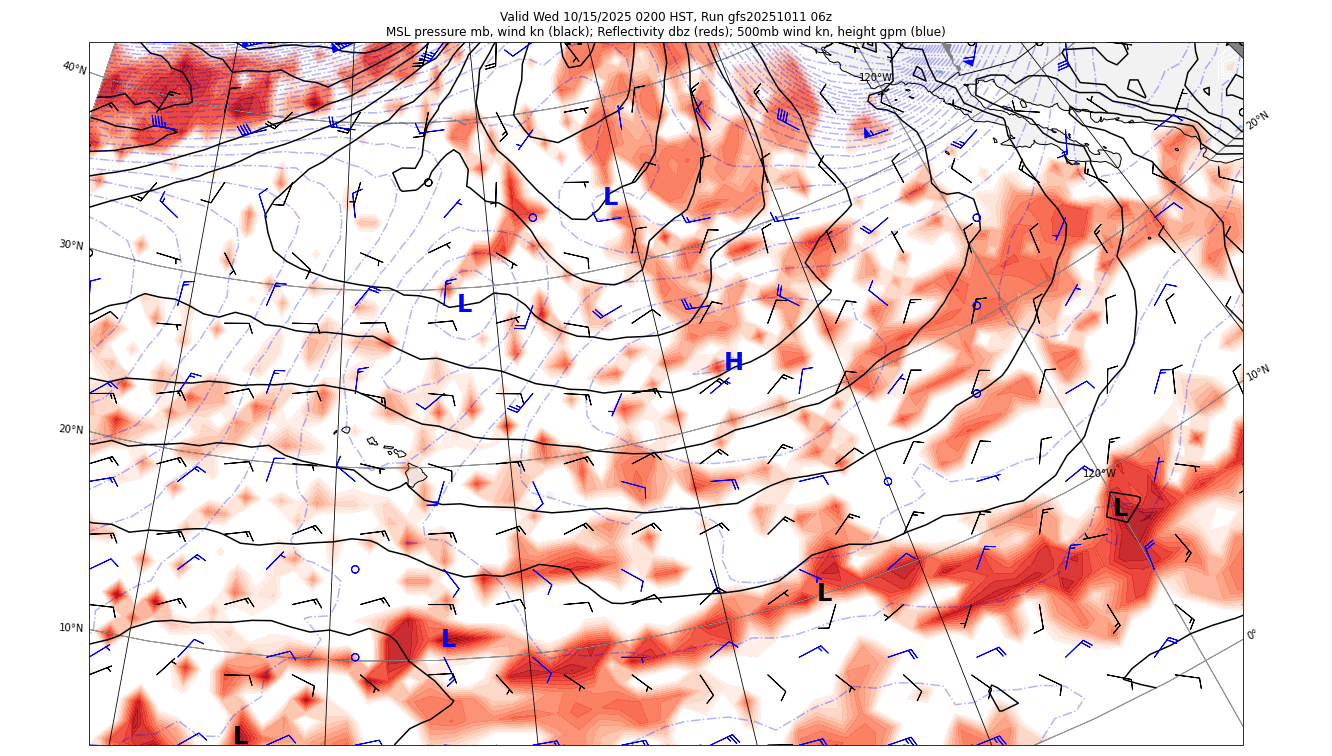 Valid Wed 10/15/2025 0200 HST, Run gfs20251011 06z
MSL pressure mb, wind kn (black); Reflectivity dbz (reds); 500mb wind kn, height gpm (blue)
40°N
120°W
20°N
L
30°N
L
H
10°N
20°N
120°W
L
L
10°N
L
0°
L